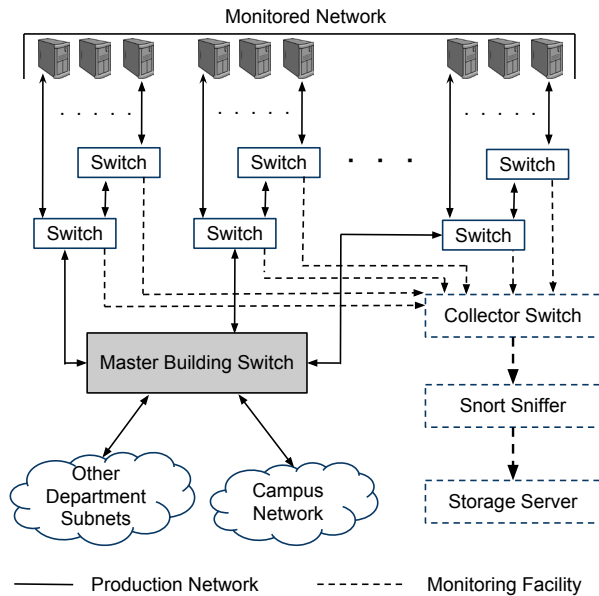 Monitored Network
. . . . .
. . . . .
. . . . .
Switch
Switch
. . .
Switch
Switch
Switch
Switch
Collector Switch
Master Building Switch
Snort Sniffer
Other
Department
Subnets
Campus
Network
Storage Server
Production Network
Monitoring Facility